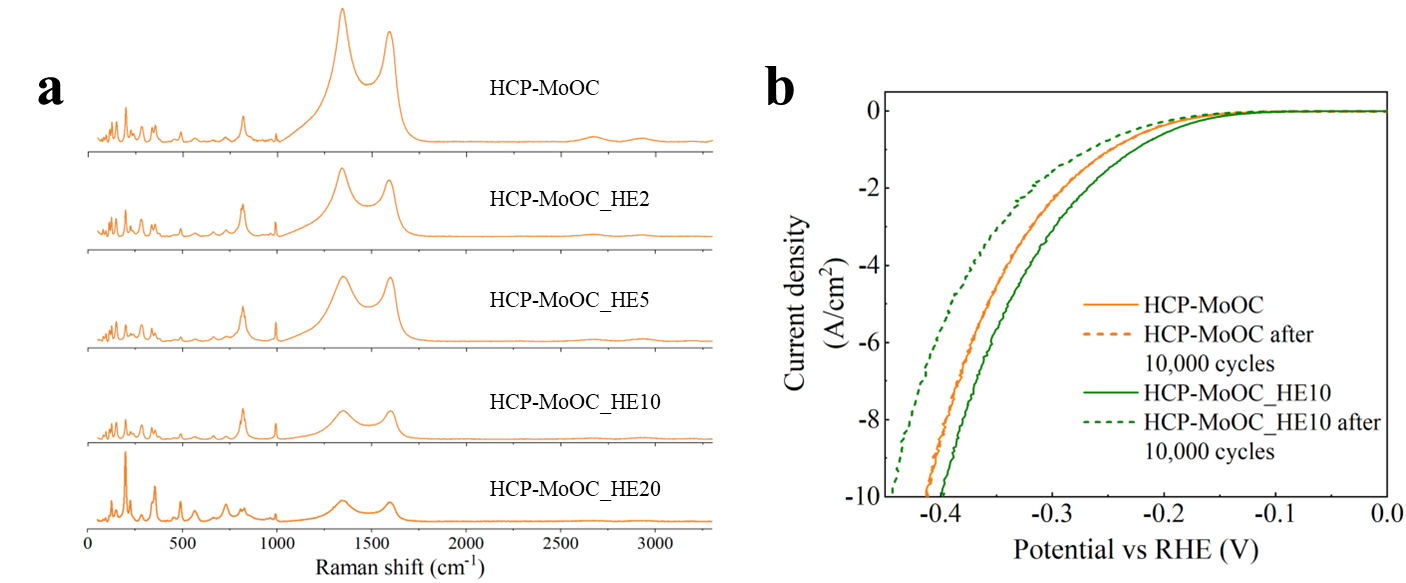 a
HCP-MoOC
HCP-MoOC_HE2
HCP-MoOC_HE5
HCP-MoOC_HE10
HCP-MoOC_HE20
0 500 1000 1500 2000 2500 3000
Raman shift (cm⁻¹)
b
Current density
(A/cm²)
0
-2
-4
-6
-8
-10
HCP-MoOC
HCP-MoOC after
10,000 cycles
HCP-MoOC_HE10
HCP-MoOC_HE10 after
10,000 cycles
-0.4 -0.3 -0.2 -0.1 0.0
Potential vs RHE (V)